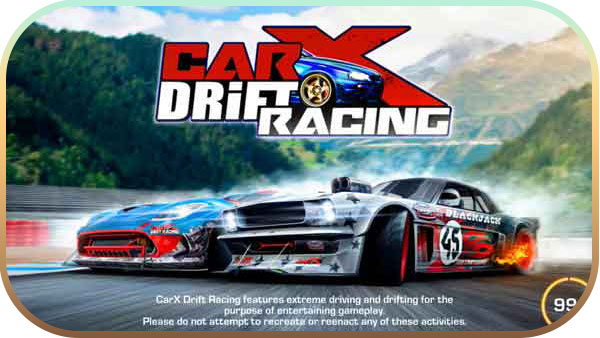 CARX
DRiFT
RACING
BLACKJACK
45
CarX Drift Racing features extreme driving and drifting for the
purpose of entertaining gameplay.
Please do not attempt to recreate or reenact any of these activities.
99